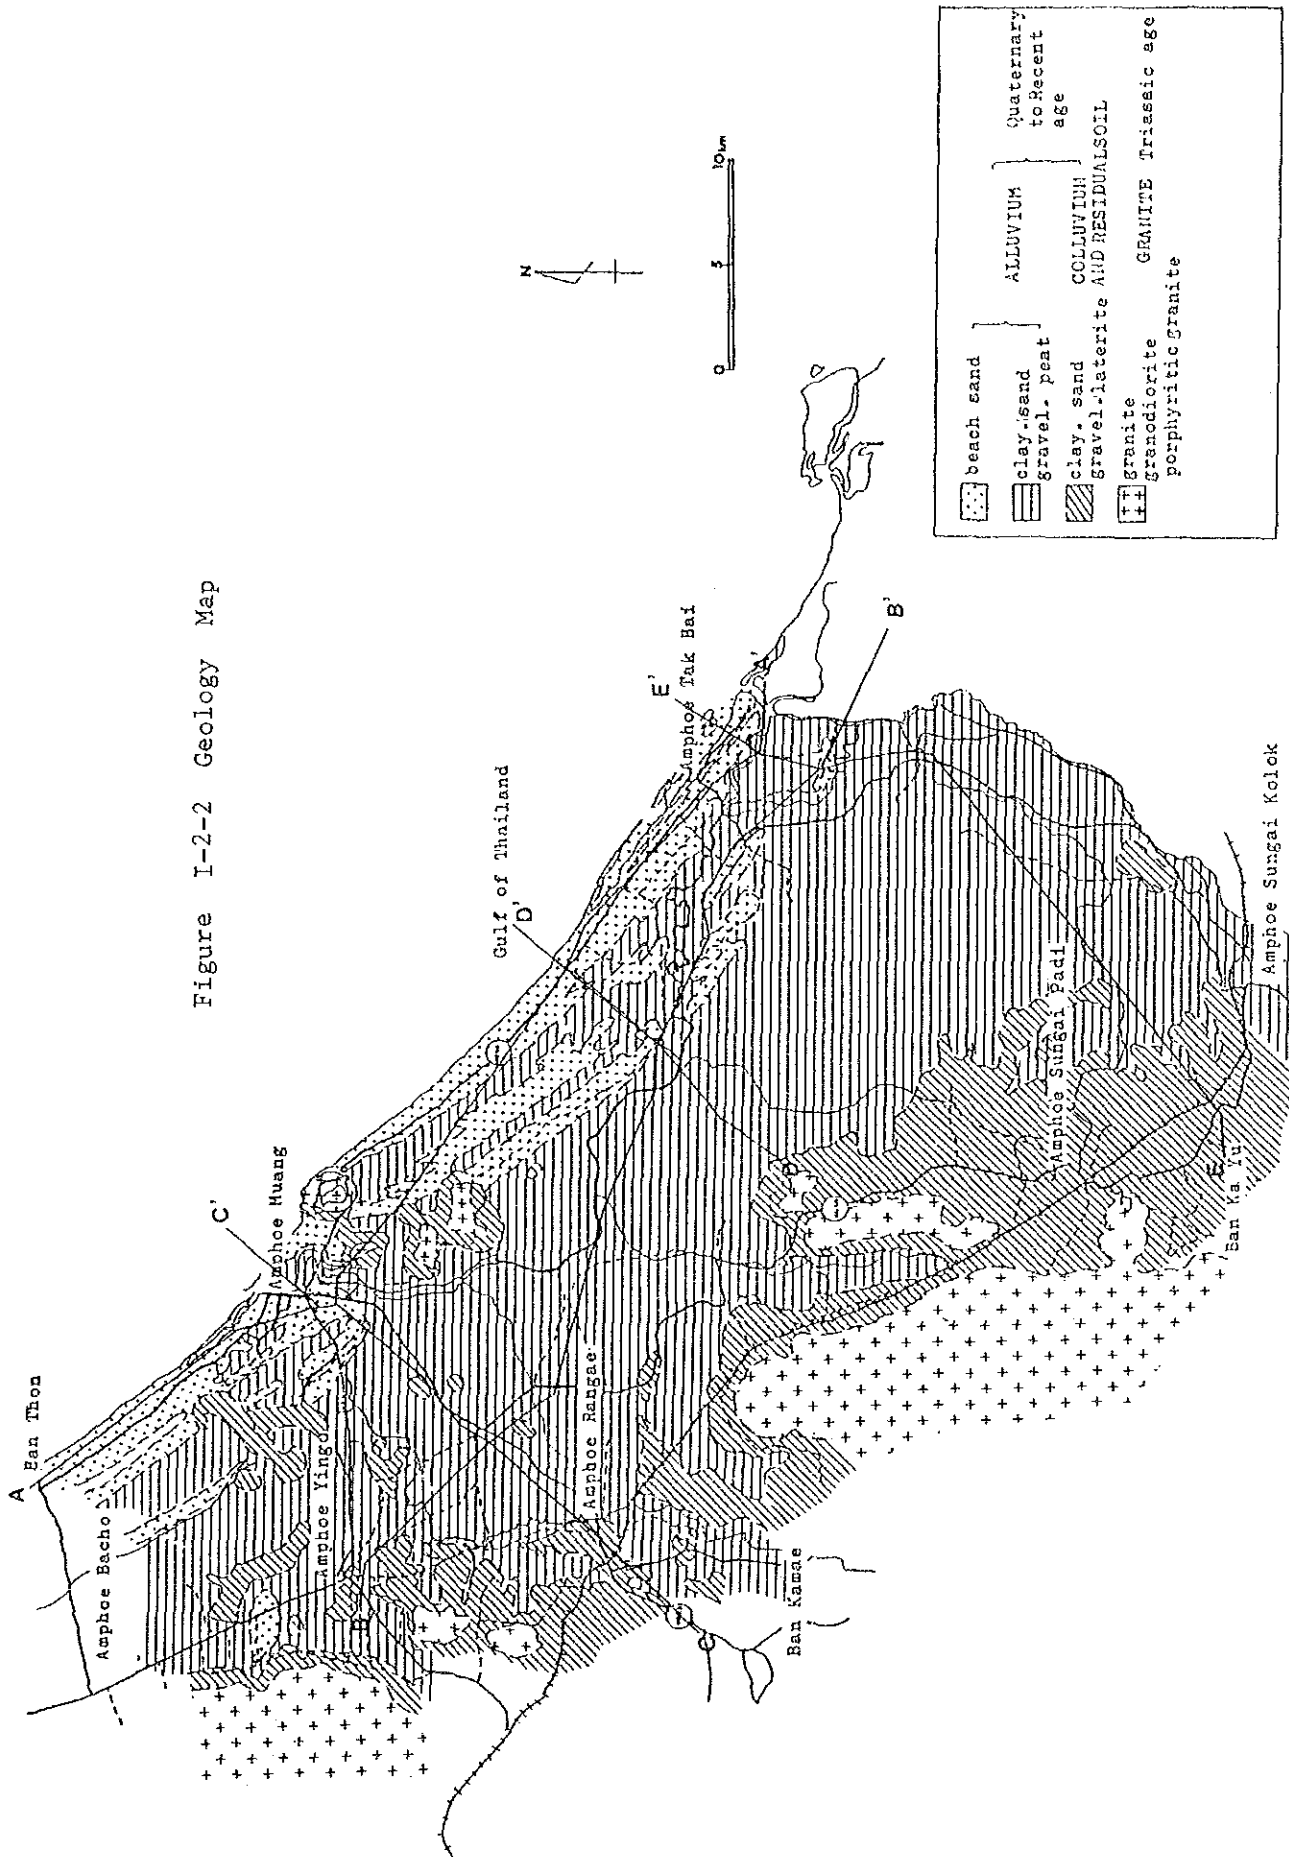 Figure I-2-2 Geology Map
A
Ban Thon
Amphoe Bacho
C'
Amphoe Muang
Amphoe Yingo
B
Gulf of Thailand
D'
E'
Amphoe Tak Bai
A'
B'
Amphoe Rangae
C
Ban Kamae
D
Amphoe Sungai Padi
E
Ban Ka Yu
Amphoe Sungai Kolok
N
0 5 10km
beach sand
clay. sand
gravel. peat
ALLUVIUM
Quaternary
to Recent
age
clay. sand
gravel.laterite
COLLUVIUM
AND RESIDUALSOIL
granite
granodiorite
porphyritic granite
GRANITE Triassic age